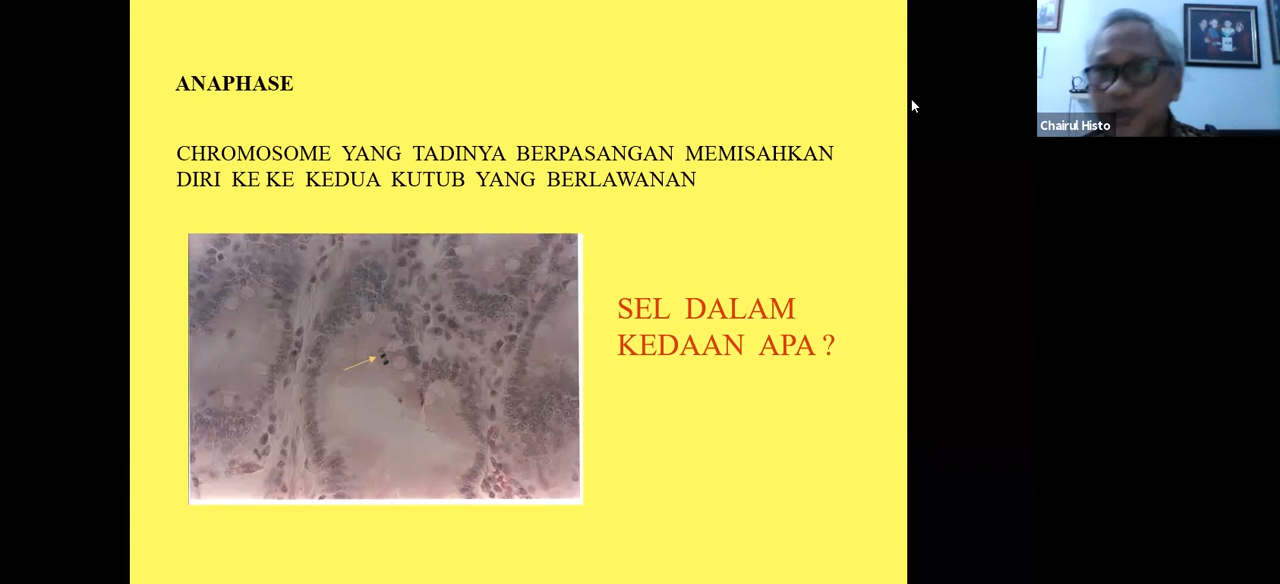 ANAPHASE
CHROMOSOME YANG TADINYA BERPASANGAN MEMISAHKAN
DIRI KE KE KEDUA KUTUB YANG BERLAWANAN
SEL DALAM
KEDAAN APA ?
Chairul Histo